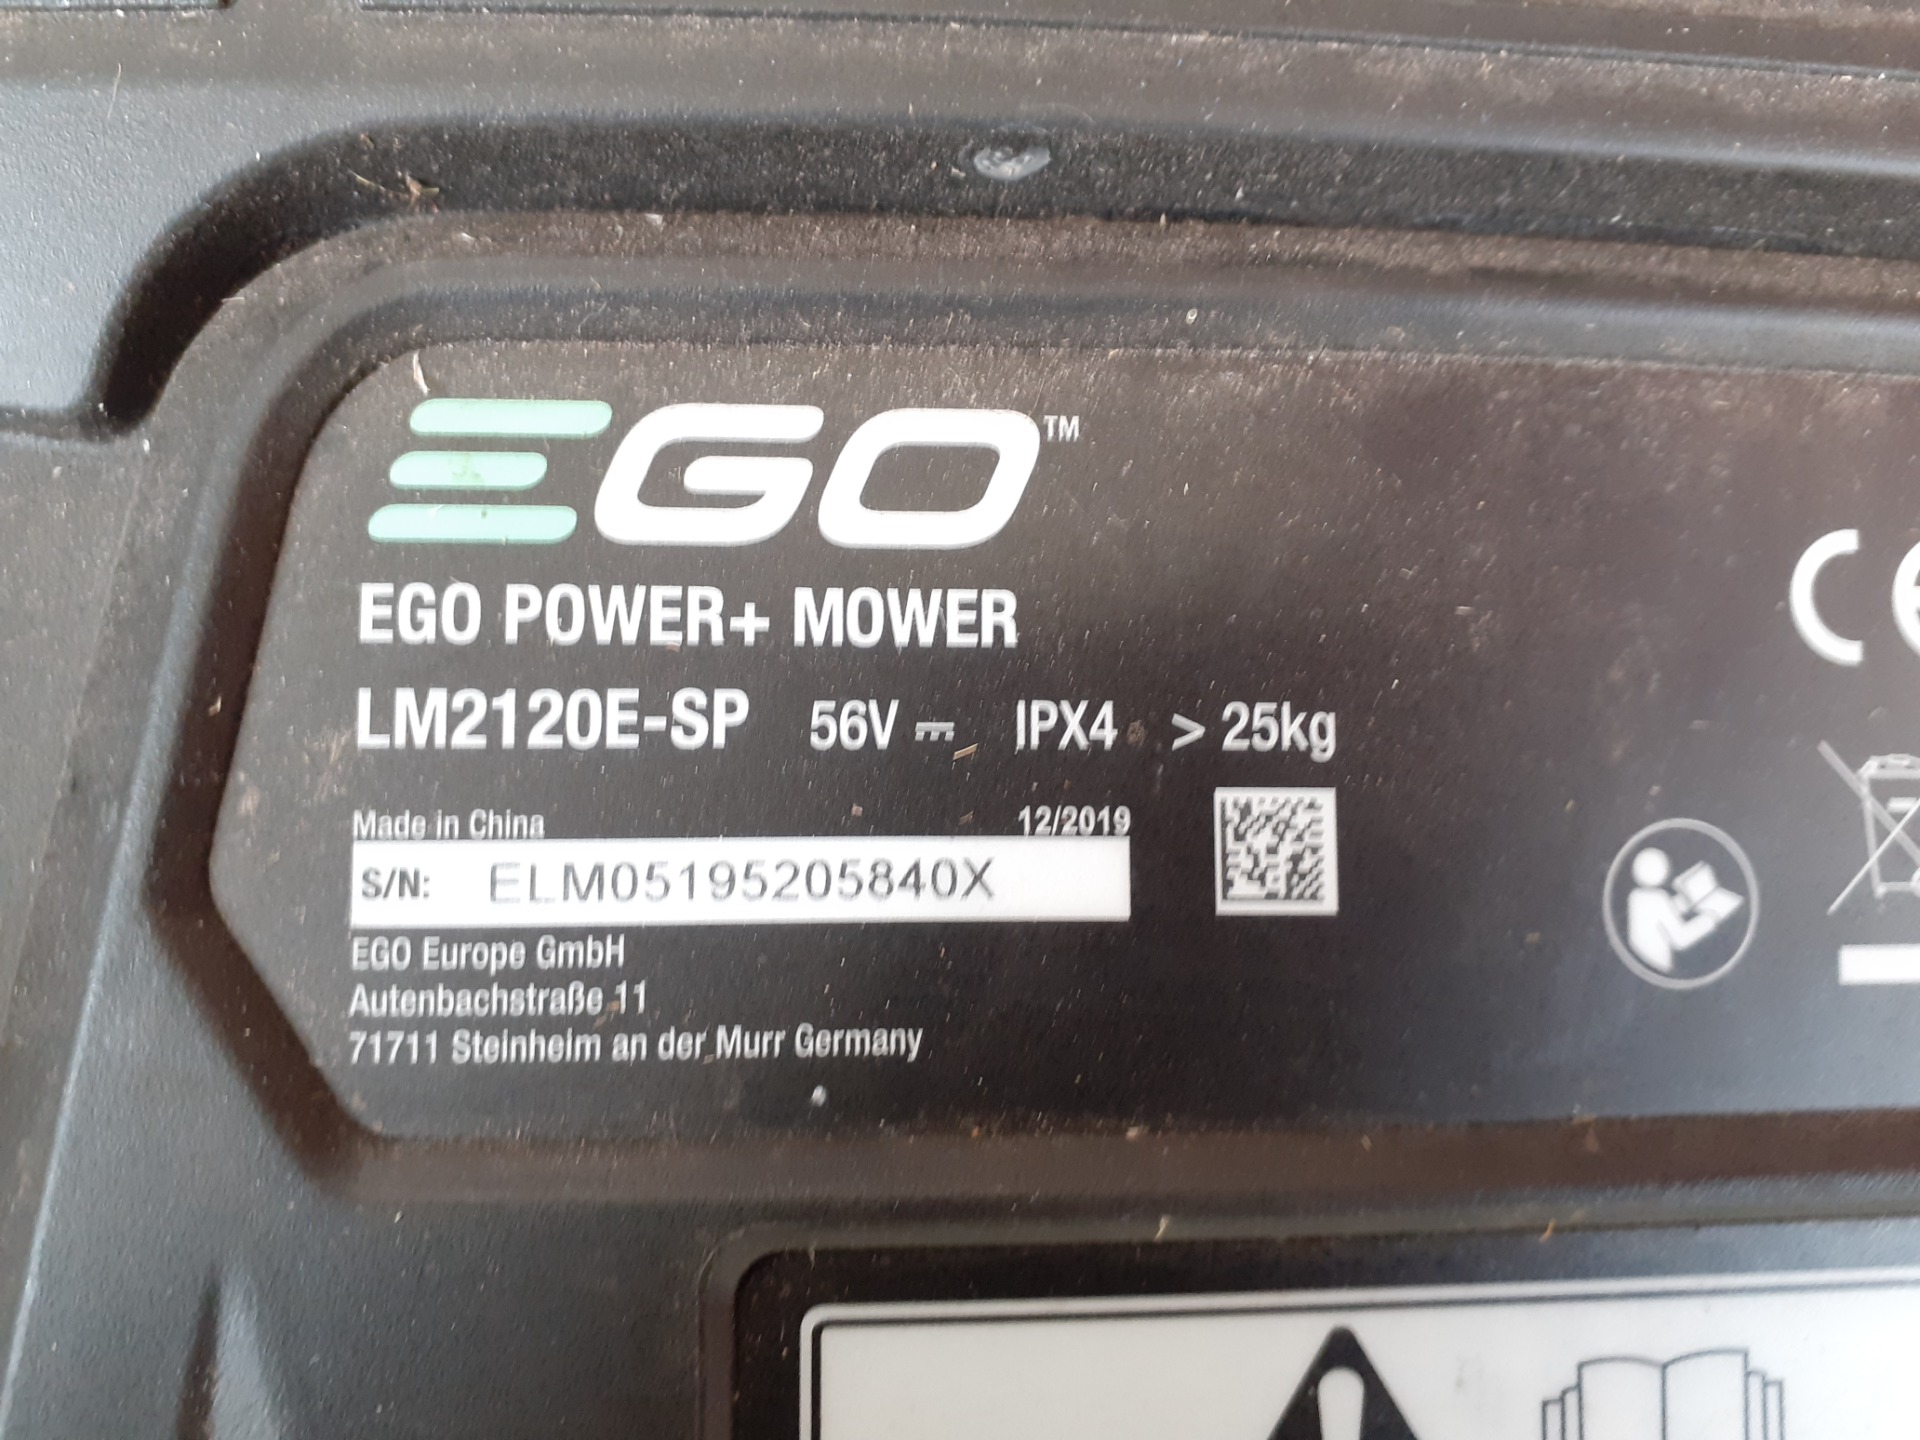 EGO™
EGO POWER+ MOWER
LM2120E-SP 56V IPX4 > 25kg
Made in China 12/2019
S/N: ELM05195205840X
EGO Europe GmbH
Autenbachstraße 11
71711 Steinheim an der Murr Germany
CE